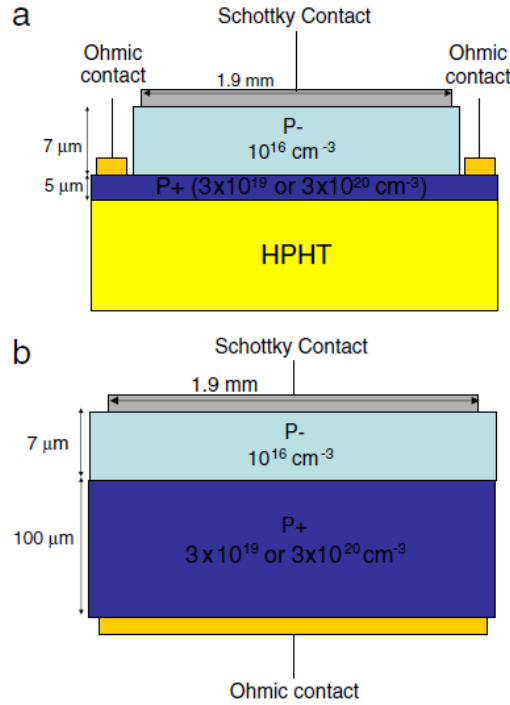 a
Schottky Contact
Ohmic
contact
Ohmic
contact
1.9 mm
7 μm
P-
10¹⁶ cm⁻³
5 μm
P+ (3x10¹⁹ or 3x10²⁰ cm⁻³)
HPHT
b
Schottky Contact
1.9 mm
7 μm
P-
10¹⁶ cm⁻³
100 μm
P+
3 x 10¹⁹ or 3x10²⁰ cm⁻³
Ohmic contact